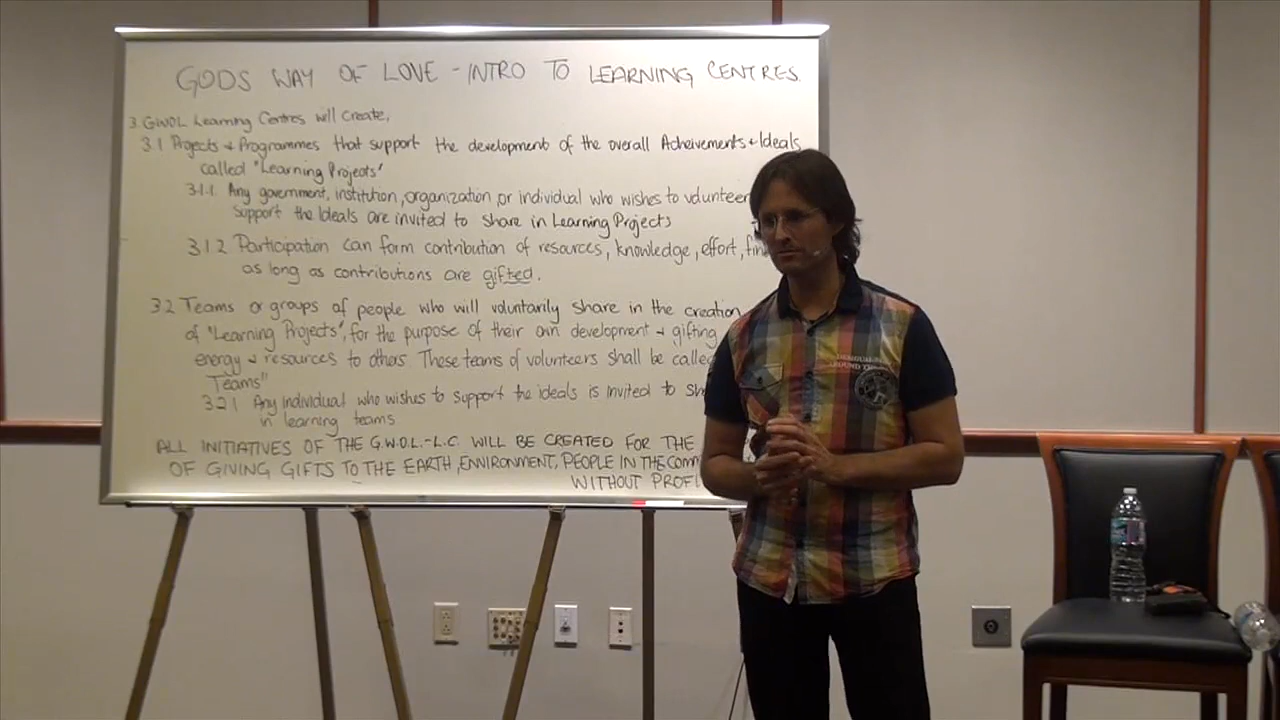 GODS WAY OF LOVE - INTRO TO LEARNING CENTRES
3 GWOL Learning Centres will create,
3.1 Projects + Programmes that support the development of the overall Acheivements + Ideals
called "Learning Projects"
3.1.1. Any government, institution, organization, or individual who wishes to volunteer
support the Ideals are invited to share in Learning Projects
3.1.2 Participation can form contribution of resources, knowledge, effort,
as long as contributions are gifted.
3.2 Teams or groups of people who will voluntarily share in the creation
of "Learning Projects", for the purpose of their own development + gifting
energy + resources to others. These teams of volunteers shall be called
Teams"
3.2.1 Any individual who wishes to support the ideals is invited to
in learning teams
ALL INITIATIVES OF THE G.W.O.L.-L.C. WILL BE CREATED FOR THE
OF GIVING GIFTS TO THE EARTH, ENVIRONMENT, PEOPLE IN THE
WITHOUT